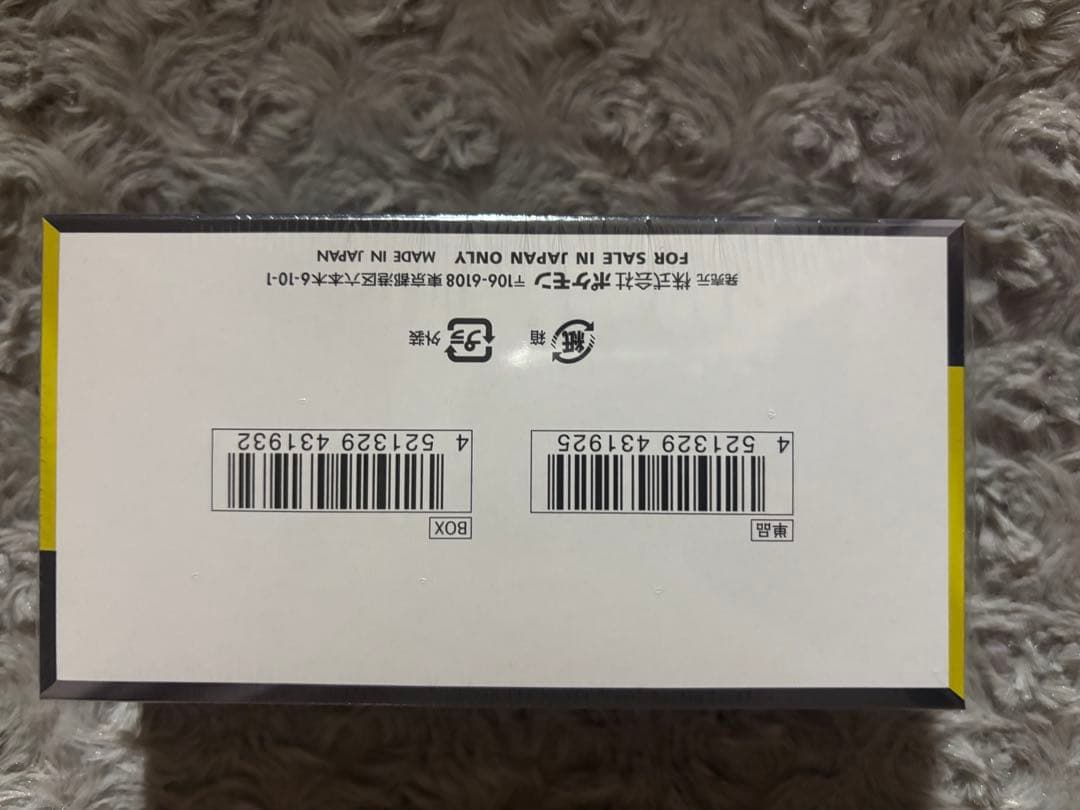 単品
BOX
4 521329 431925
4 521329 431932
紙 箱
プラ 外装
発売元 株式会社ポケモン 〒106-6108 東京都港区六本木6-10-1
FOR SALE IN JAPAN ONLY MADE IN JAPAN